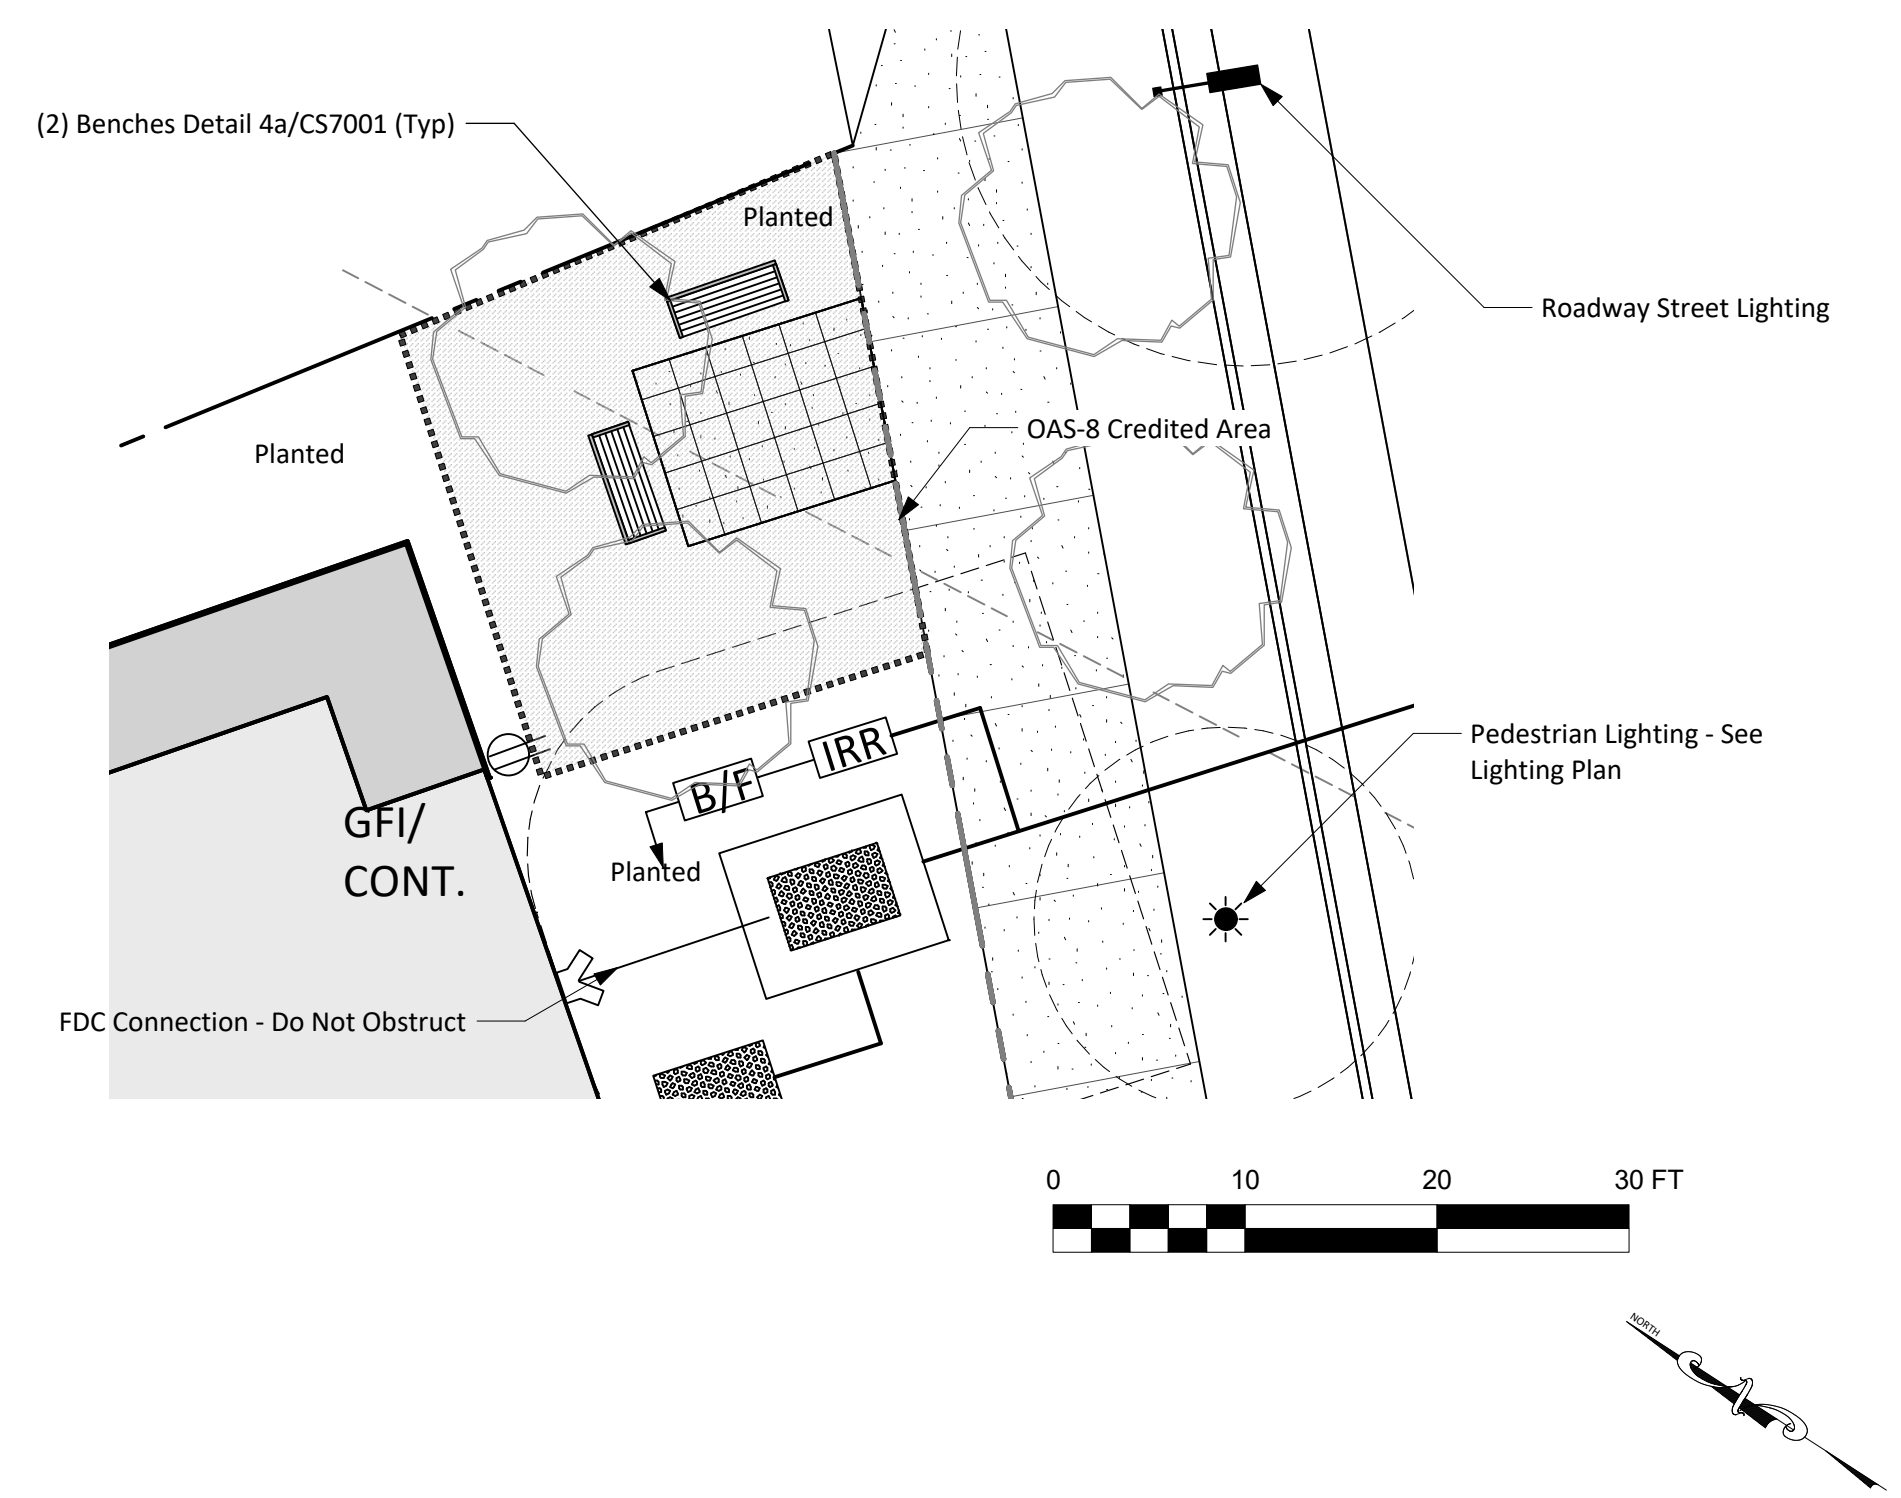 (2) Benches Detail 4a/CS7001 (Typ)
Planted
Roadway Street Lighting
OAS-8 Credited Area
Planted
Pedestrian Lighting - See
Lighting Plan
IRR
B/F
GFI/
CONT.
Planted
FDC Connection - Do Not Obstruct
0 10 20 30 FT
NORTH